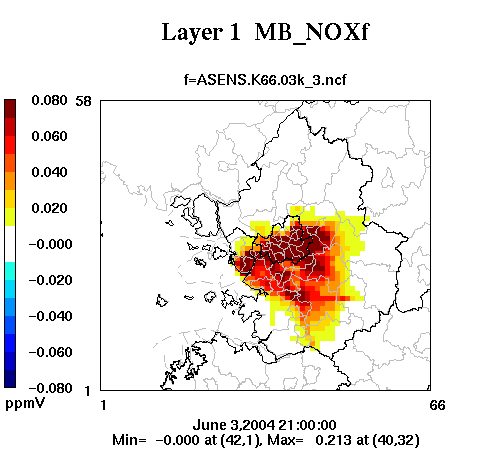 Layer 1 MB_NOXf
f=ASENS.K66.03k_3.ncf
58
0.080
0.060
0.040
0.020
-0.000
-0.020
-0.040
-0.060
-0.080
1
ppmV
1
66
June 3,2004 21:00:00
Min= -0.000 at (42,1), Max= 0.213 at (40,32)